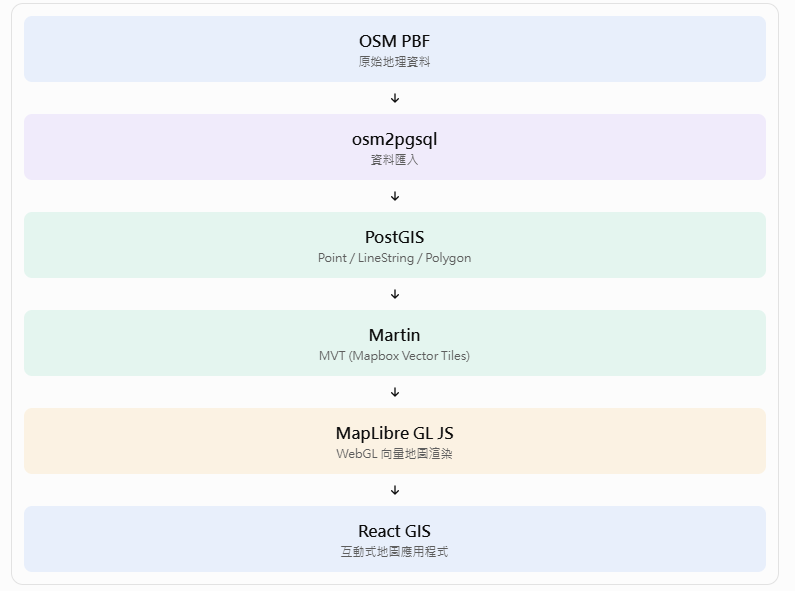 OSM PBF
原始地理資料
↓
osm2pgsql
資料匯入
↓
PostGIS
Point / LineString / Polygon
↓
Martin
MVT (Mapbox Vector Tiles)
↓
MapLibre GL JS
WebGL 向量地圖渲染
↓
React GIS
互動式地圖應用程式